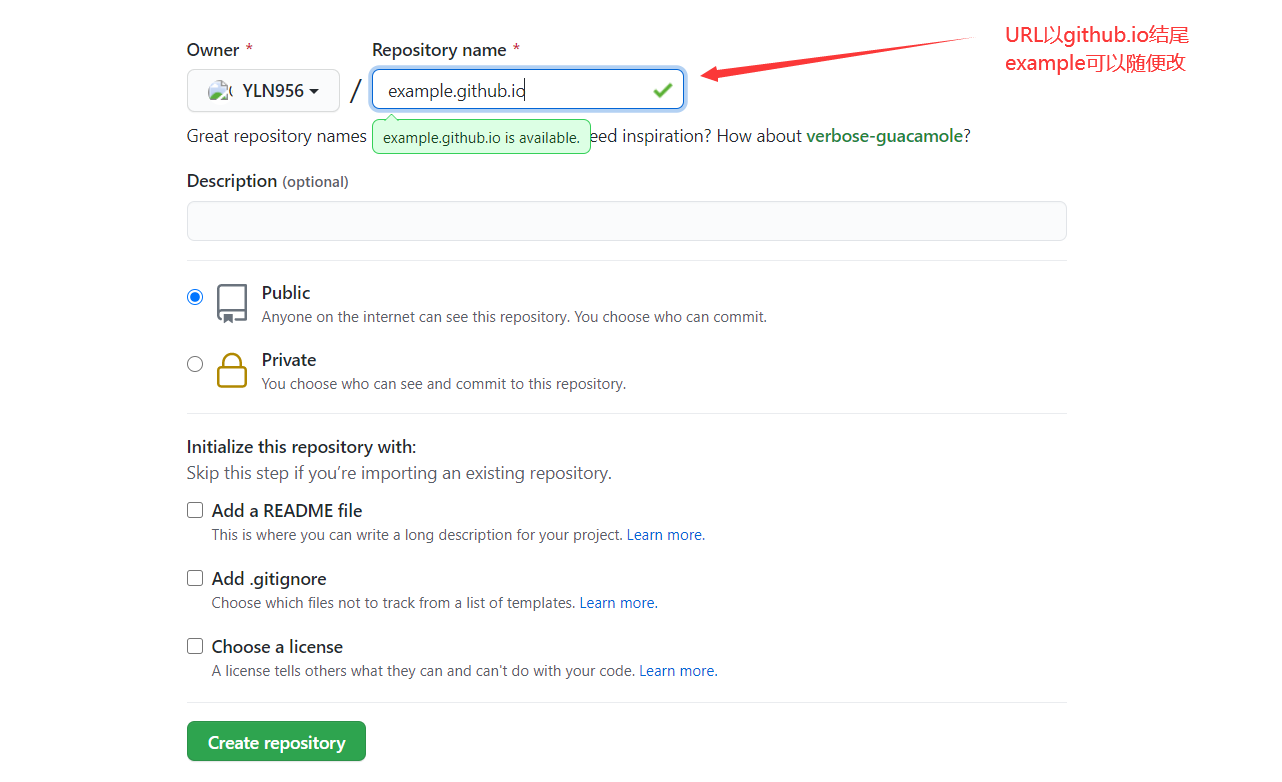 Owner *
Repository name *
URL以github.io结尾
example可以随便改
YLN956 / example.github.io
Great repository names
example.github.io is available.
eed inspiration? How about verbose-guacamole?
Description (optional)
Public
Anyone on the internet can see this repository. You choose who can commit.
Private
You choose who can see and commit to this repository.
Initialize this repository with:
Skip this step if you’re importing an existing repository.
Add a README file
This is where you can write a long description for your project. Learn more.
Add .gitignore
Choose which files not to track from a list of templates. Learn more.
Choose a license
A license tells others what they can and can't do with your code. Learn more.
Create repository